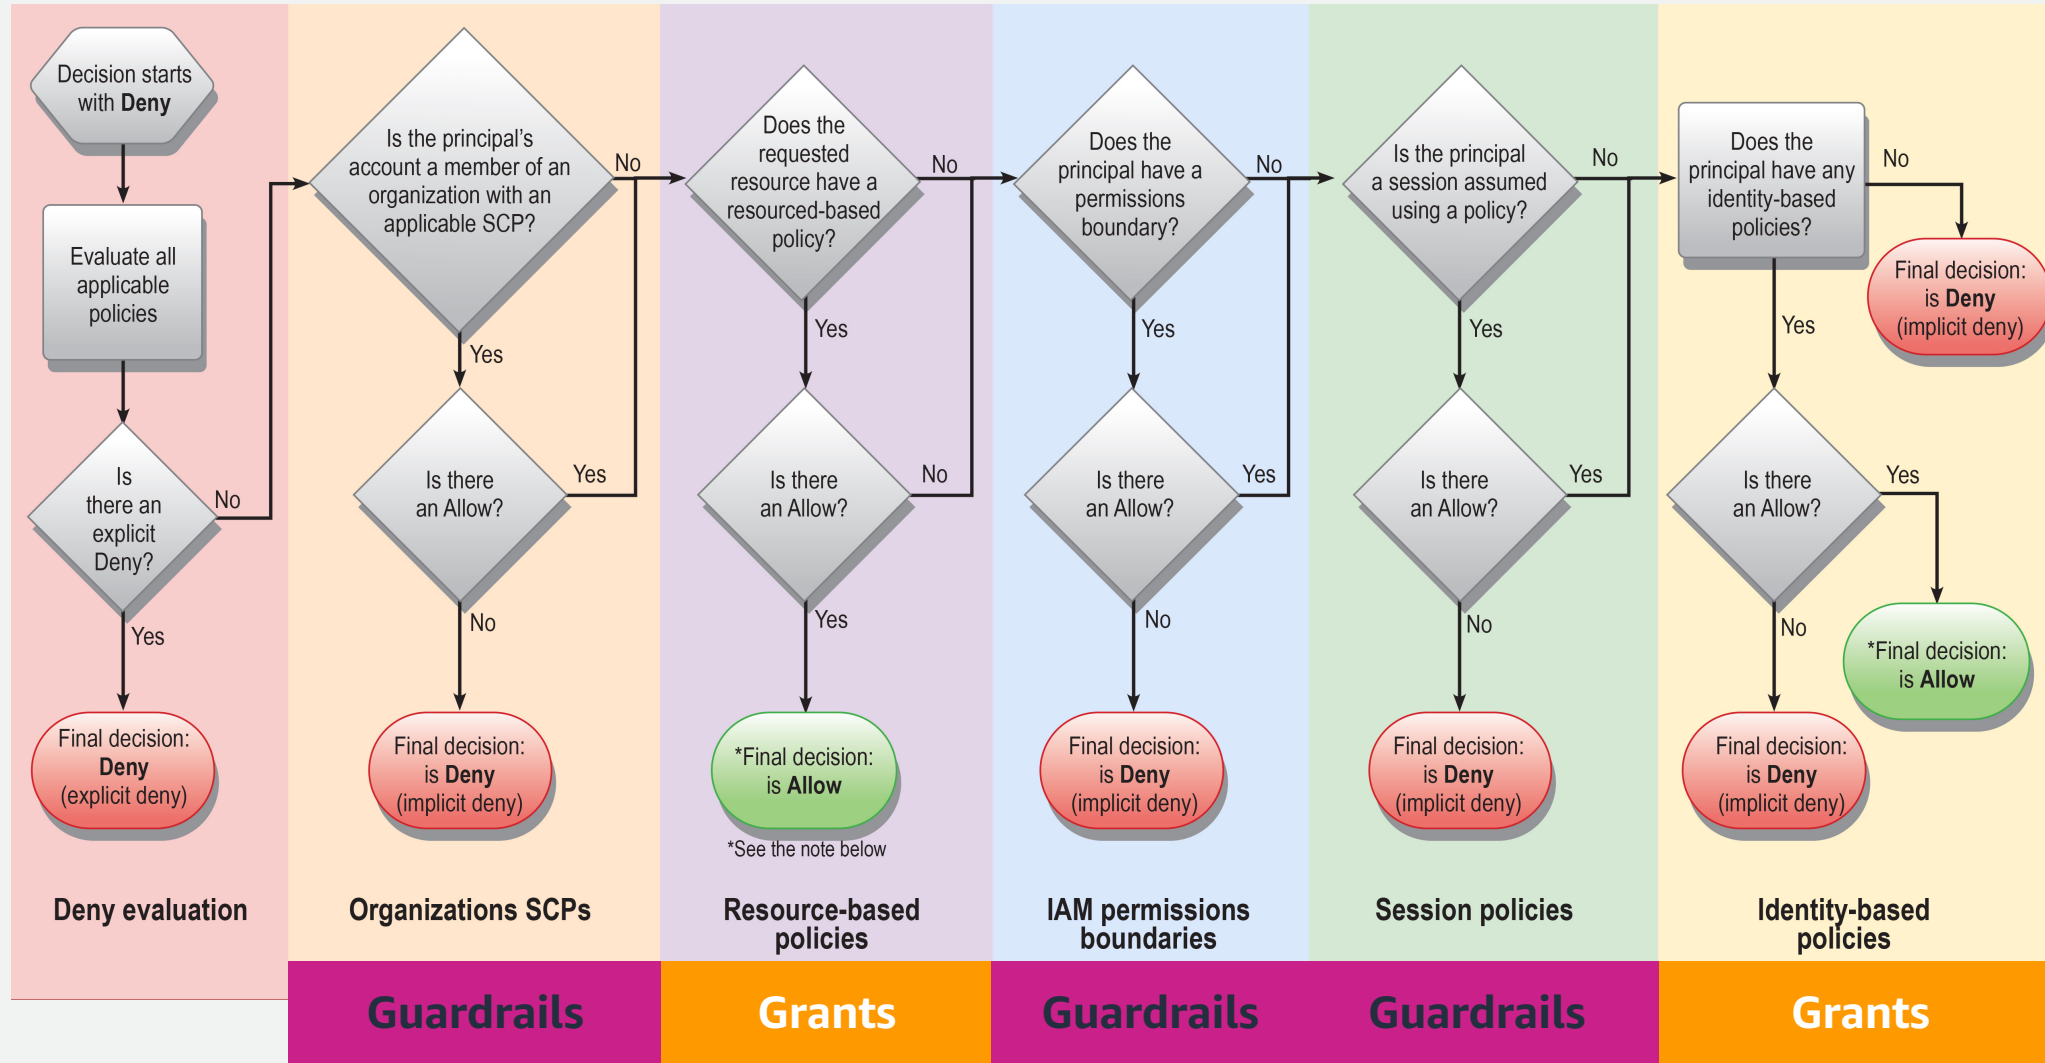 Decision starts
with Deny
Evaluate all
applicable
policies
Is
there an
explicit
Deny?
No
Yes
Final decision:
Deny
(explicit deny)
Deny evaluation
Is the principal's
account a member of an
organization with an
applicable SCP?
No
Yes
Is there
an Allow?
Yes
No
Final decision:
is Deny
(implicit deny)
Organizations SCPs
Guardrails
Does the
requested
resource have a
resourced-based
policy?
No
Yes
Is there
an Allow?
No
Yes
*Final decision:
is Allow
*See the note below
Resource-based
policies
Grants
Does the
principal have a
permissions
boundary?
No
Yes
Is there
an Allow?
Yes
No
Final decision:
is Deny
(implicit deny)
IAM permissions
boundaries
Guardrails
Is the principal
a session assumed
using a policy?
No
Yes
Is there
an Allow?
Yes
No
Final decision:
is Deny
(implicit deny)
Session policies
Guardrails
Does the
principal have any
identity-based
policies?
No
Final decision:
is Deny
(implicit deny)
Yes
Is there
an Allow?
Yes
*Final decision:
is Allow
No
Final decision:
is Deny
(implicit deny)
Identity-based
policies
Grants